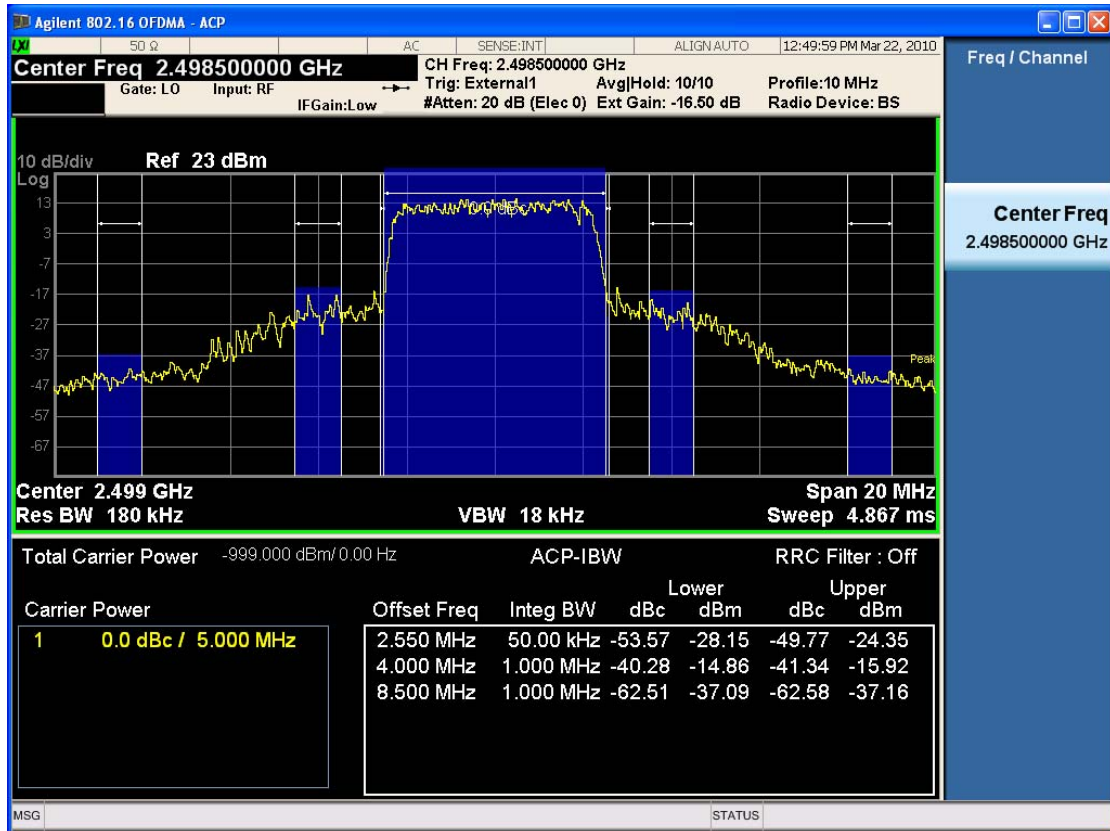 Agilent 802.16 OFDMA - ACP
LXI 50 Ω AC SENSE:INT ALIGN AUTO 12:49:59 PM Mar 22, 2010
Center Freq 2.498500000 GHz
Gate: LO Input: RF
IFGain:Low
CH Freq: 2.498500000 GHz
Trig: External1 Avg|Hold: 10/10 Profile:10 MHz
#Atten: 20 dB (Elec 0) Ext Gain: -16.50 dB Radio Device: BS
Freq / Channel
Center Freq
2.498500000 GHz
10 dB/div Ref 23 dBm
Log
13
3
-7
-17
-27
-37
-47
-57
-67
Peak
Center 2.499 GHz Span 20 MHz
Res BW 180 kHz VBW 18 kHz Sweep 4.867 ms
Total Carrier Power -999.000 dBm/ 0.00 Hz ACP-IBW RRC Filter : Off
Lower Upper
Carrier Power Offset Freq Integ BW dBc dBm dBc dBm
1 0.0 dBc / 5.000 MHz
2.550 MHz 50.00 kHz -53.57 -28.15 -49.77 -24.35
4.000 MHz 1.000 MHz -40.28 -14.86 -41.34 -15.92
8.500 MHz 1.000 MHz -62.51 -37.09 -62.58 -37.16
MSG STATUS